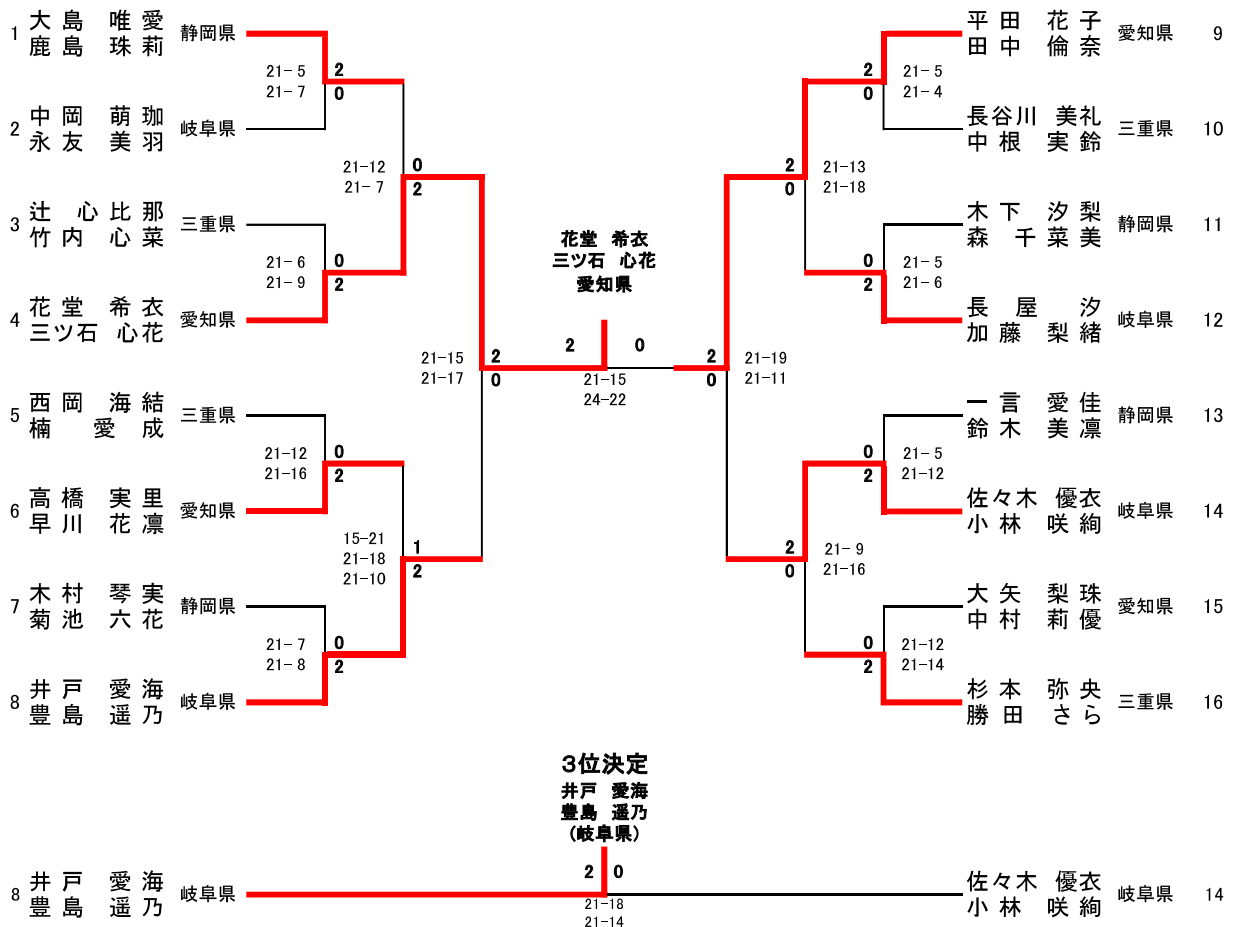 1 大島 唯愛 静岡県
鹿島 珠莉
21- 5 2
21- 7 0
2 中岡 萌珈 岐阜県
永友 美羽
21-12 0
21- 7 2
3 辻 心比那 三重県
竹内 心菜
21- 6 0
21- 9 2
4 花堂 希衣 愛知県
三ツ石 心花
21-15 2
21-17 0
5 西岡 海結 三重県
楠 愛成
21-12 0
21-16 2
6 高橋 実里 愛知県
早川 花凛
15-21 1
21-18 2
21-10
7 木村 琴実 静岡県
菊池 六花
21- 7 0
21- 8 2
8 井戸 愛海 岐阜県
豊島 遥乃
花堂 希衣
三ツ石 心花
愛知県
2 0
21-15
24-22
平田 花子 愛知県 9
田中 倫奈
2 21- 5
0 21- 4
長谷川 美礼 三重県 10
中根 実鈴
2 21-13
0 21-18
木下 汐梨 静岡県 11
森 千菜美
0 21- 5
2 21- 6
長屋 汐 岐阜県 12
加藤 梨緒
2 21-19
0 21-11
一言 愛佳 静岡県 13
鈴木 美凛
0 21- 5
2 21-12
佐々木 優衣 岐阜県 14
小林 咲絢
2 21- 9
0 21-16
大矢 梨珠 愛知県 15
中村 莉優
0 21-12
2 21-14
杉本 弥央 三重県 16
勝田 さら
3位決定
井戸 愛海
豊島 遥乃
(岐阜県)
2 0
8 井戸 愛海 岐阜県
豊島 遥乃
21-18
21-14
佐々木 優衣 岐阜県 14
小林 咲絢